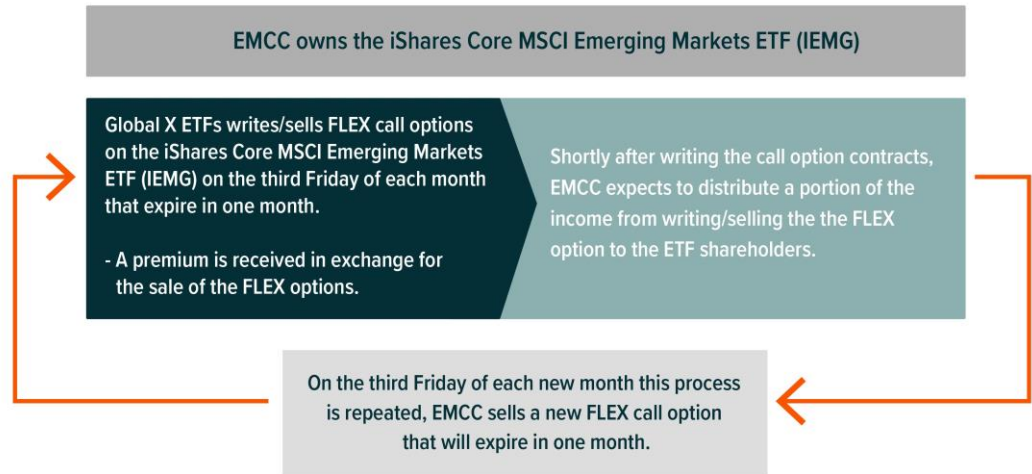 EMCC owns the iShares Core MSCI Emerging Markets ETF (IEMG)
Global X ETFs writes/sells FLEX call options
on the iShares Core MSCI Emerging Markets
ETF (IEMG) on the third Friday of each month
that expire in one month.
- A premium is received in exchange for
the sale of the FLEX options.
Shortly after writing the call option contracts,
EMCC expects to distribute a portion of the
income from writing/selling the the FLEX
option to the ETF shareholders.
On the third Friday of each new month this process
is repeated, EMCC sells a new FLEX call option
that will expire in one month.